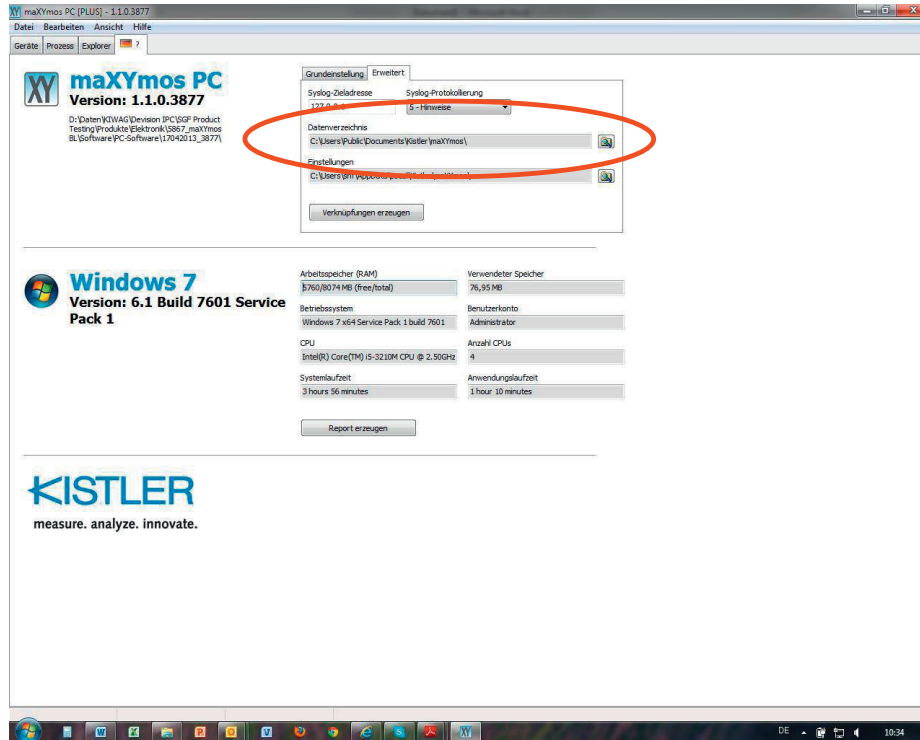 maXYmos PC [PLUS] - 1.1.0.3877
Datei Bearbeiten Ansicht Hilfe
Geräte Prozess Explorer ?
XY
maXYmos PC
Version: 1.1.0.3877
D:\Daten\KIWAG\Devision IPC\SGF Product
Testing\Produkte\Elektronik\5867_maXYmos
BL\Software\PC-Software\17042013_3877\
Grundeinstellung Erweitert
Syslog-Zieladresse Syslog-Protokollierung
5 - Hinweise
Datenverzeichnis
C:\Users\Public\Documents\Kistler\maXYmos\
Einstellungen
Verknüpfungen erzeugen
Windows 7
Version: 6.1 Build 7601 Service
Pack 1
Arbeitsspeicher (RAM) Verwendeter Speicher
5760/8074 MB (free/total) 76,95 MB
Betriebssystem Benutzerkonto
Windows 7 x64 Service Pack 1 build 7601 Administrator
CPU Anzahl CPUs
Intel(R) Core(TM) i5-3210M CPU @ 2.50GHz 4
Systemlaufzeit Anwendungslaufzeit
3 hours 56 minutes 1 hour 10 minutes
Report erzeugen
KISTLER
measure. analyze. innovate.
DE 10:34